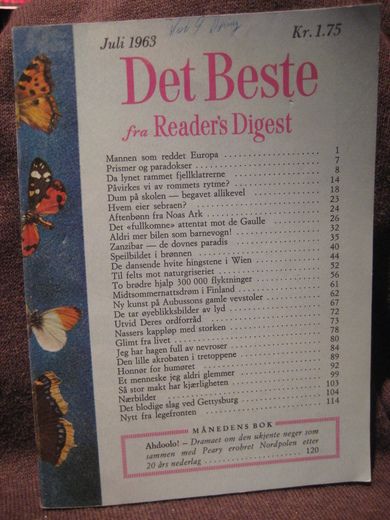 Juli 1963
Kr. 1.75
Det Beste
fra Reader's Digest
Mannen som reddet Europa 1
Prismer og paradokser 7
Da lynet rammet fjellklatrerne 8
Påvirkes vi av rommets rytme? 14
Dum på skolen — begavet allikevel 18
Hvem eier sebraen? 23
Aftenbønn fra Noas Ark 24
Det «fullkomne» attentat mot de Gaulle 26
Aldri mer bilen som barnevogn! 32
Zanzibar — de dovnes paradis 35
Speilbildet i brønnen 40
De dansende hvite hingstene i Wien 44
Til felts mot naturgriseriet 52
To brødre hjalp 300 000 flyktninger 56
Midtsommernattsdrøm i Finland 61
Ny kunst på Aubussons gamle vevstoler 62
De tar øyeblikksbilder av lyd 67
Utvid Deres ordforråd 72
Nassers kappløp med storken 73
Glimt fra livet 78
Jeg har hagen full av nevroser 80
Den lille akrobaten i tretoppene 84
Honnør for humøret 89
Et menneske jeg aldri glemmer 92
Så stor makt har kjærligheten 99
Nærbilder 103
Det blodige slag ved Gettysburg 104
Nytt fra legefronten 114
MÅNEDENS BOK
Ahdoolo! – Dramaet om den ukjente neger som
sammen med Peary erobret Nordpolen etter
20 års nederlag 120